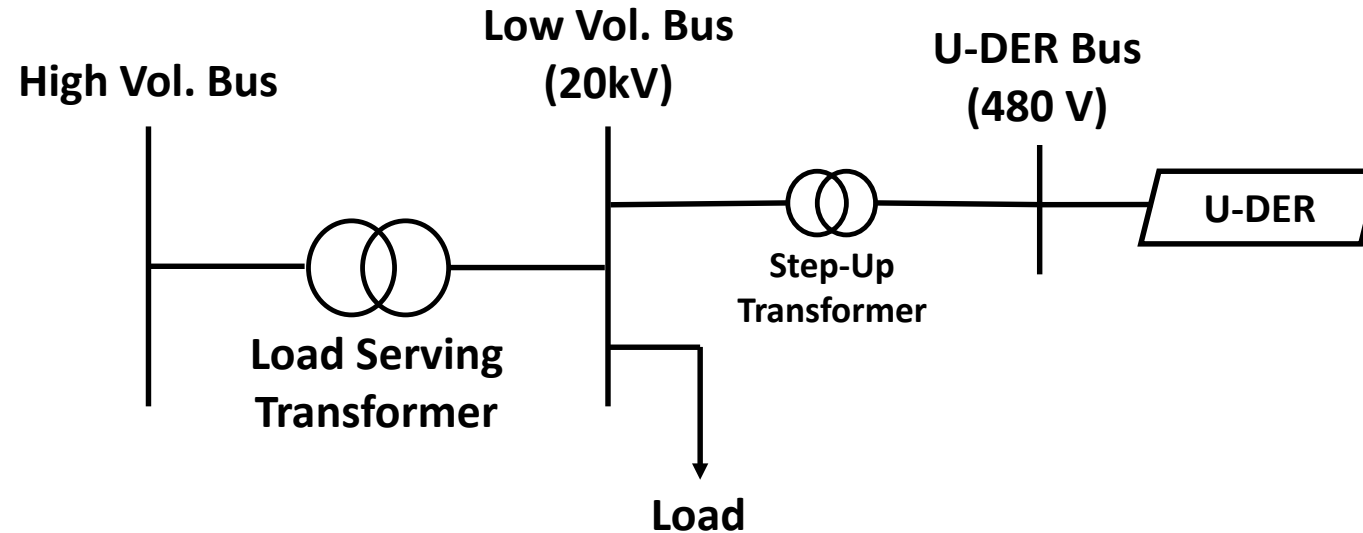 High Vol. Bus
Low Vol. Bus
(20kV)
U-DER Bus
(480 V)
U-DER
Step-Up
Transformer
Load Serving
Transformer
Load